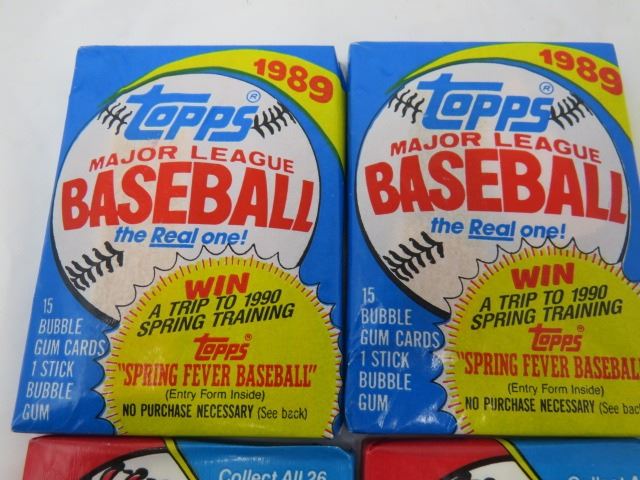 1989
topps®
MAJOR LEAGUE
BASEBALL
the Real one!
WIN
A TRIP TO 1990
SPRING TRAINING
topps
"SPRING FEVER BASEBALL"
(Entry Form Inside)
NO PURCHASE NECESSARY (See back)
15
BUBBLE
GUM CARDS
1 STICK
BUBBLE
GUM
1989
topps®
MAJOR LEAGUE
BASEBALL
the Real one!
WIN
A TRIP TO 1990
SPRING TRAINING
topps
"SPRING FEVER BASEBALL
(Entry Form Inside)
NO PURCHASE NECESSARY (See bac
15
BUBBLE
GUM CARDS
1 STICK
BUBBLE
GUM
Collect All 26
Collect A